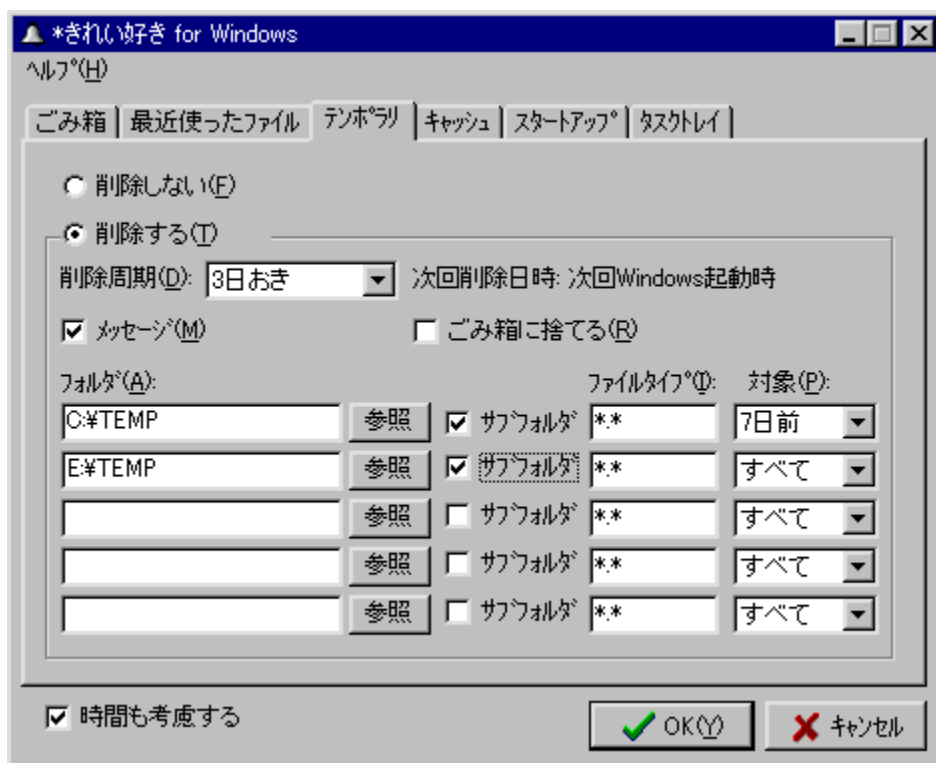 *きれい好き for Windows
ﾍﾙﾌﾟ(H)
ごみ箱 最近使ったﾌｧｲﾙ ﾃﾝﾎﾟﾗﾘ ｷｬｯｼｭ ｽﾀｰﾄｱｯﾌﾟ ﾀｽｸﾄﾚｲ
削除しない(F)
削除する(T)
削除周期(D): 3日おき 次回削除日時: 次回Windows起動時
ﾒｯｾｰｼﾞ(M) ごみ箱に捨てる(R)
ﾌｫﾙﾀﾞ(A): ﾌｧｲﾙﾀｲﾌﾟ(I): 対象(P):
C:¥TEMP 参照 ｻﾌﾞﾌｫﾙﾀﾞ *.* 7日前
E:¥TEMP 参照 ｻﾌﾞﾌｫﾙﾀﾞ *.* すべて
参照 ｻﾌﾞﾌｫﾙﾀﾞ *.* すべて
参照 ｻﾌﾞﾌｫﾙﾀﾞ *.* すべて
参照 ｻﾌﾞﾌｫﾙﾀﾞ *.* すべて
時間も考慮する OK(Y) ｷｬﾝｾﾙ